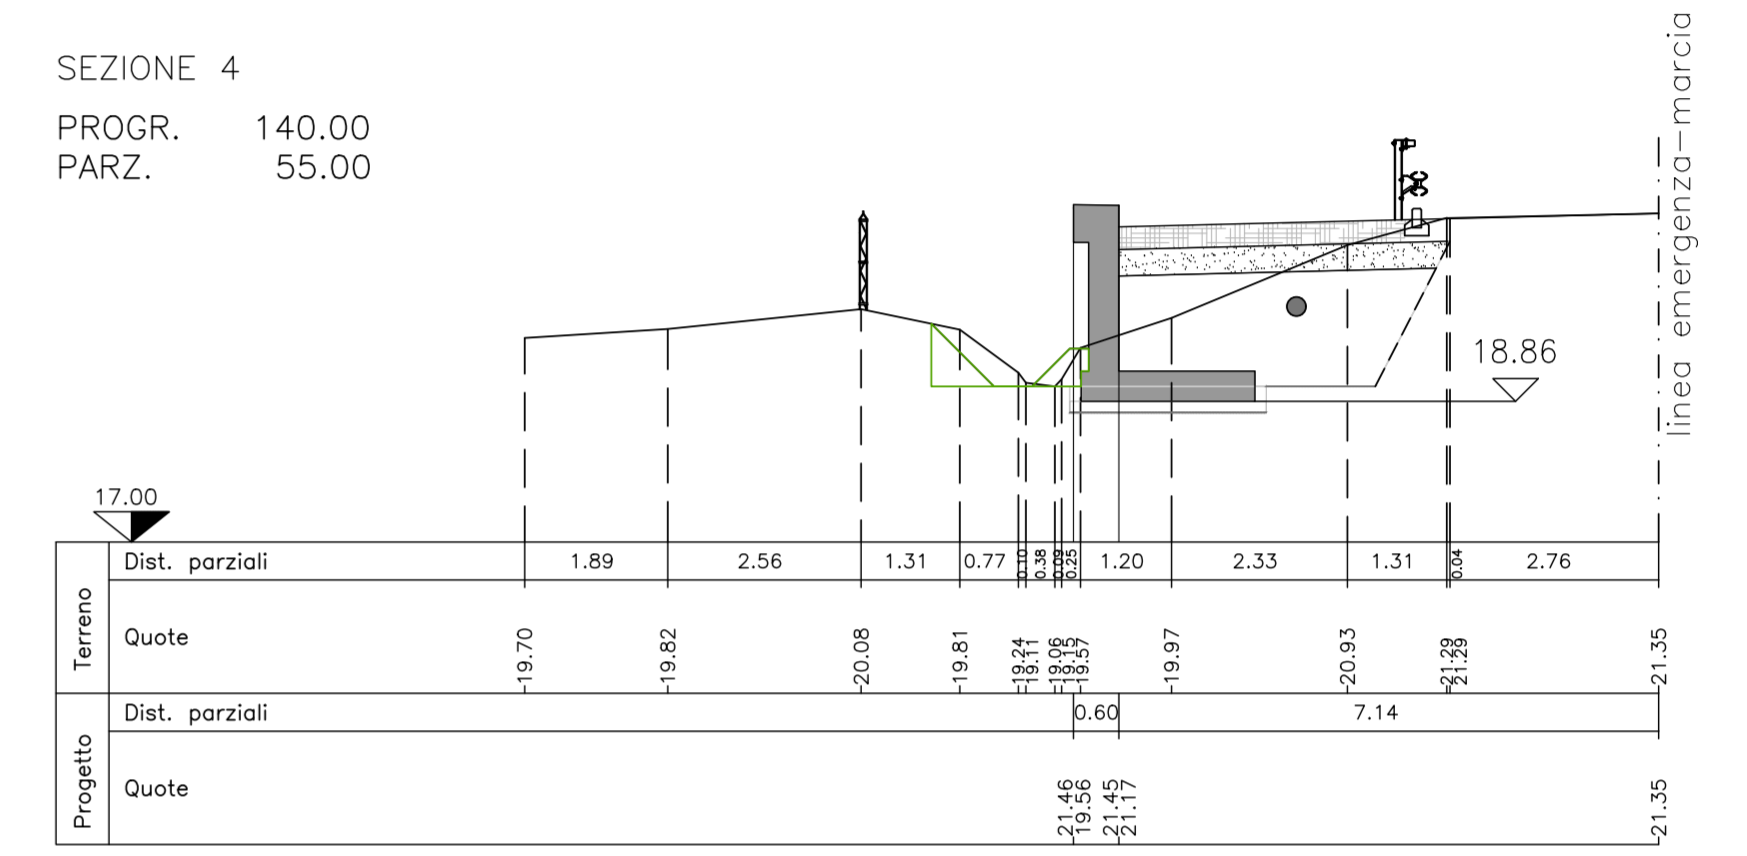 SEZIONE 4
PROGR. 140.00
PARZ. 55.00
linea emergenza-marcia
18.86
17.00
Terreno
Dist. parziali 1.89 2.56 1.31 0.77 0.10 0.38 0.09 0.25 1.20 2.33 1.31 0.04 2.76
Quote 19.70 19.82 20.08 19.81 19.24 19.11 19.06 19.15 19.57 19.97 20.93 21.29 21.29 21.35
Progetto
Dist. parziali 0.60 7.14
Quote 21.46 19.56 21.45 21.17 21.35